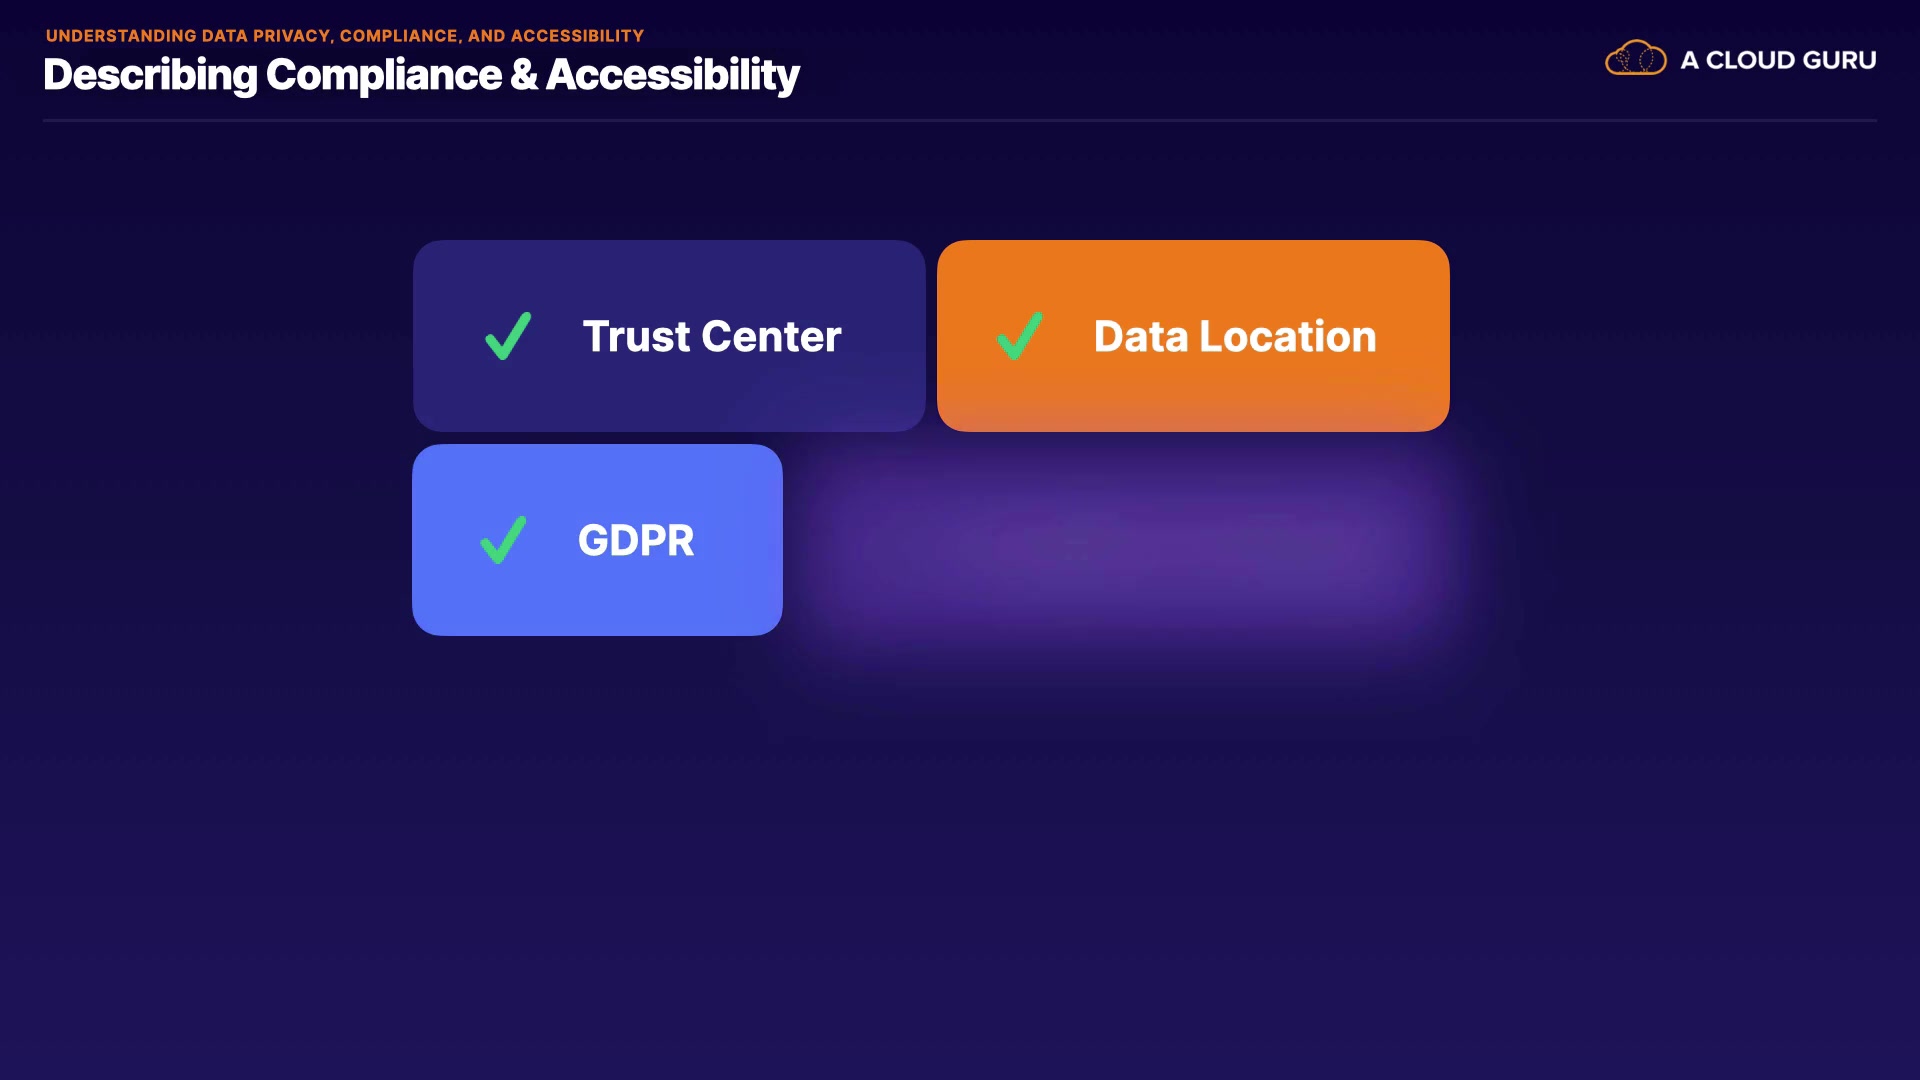 UNDERSTANDING DATA PRIVACY, COMPLIANCE, AND ACCESSIBILITY
Describing Compliance & Accessibility
A CLOUD GURU
Trust Center
Data Location
GDPR